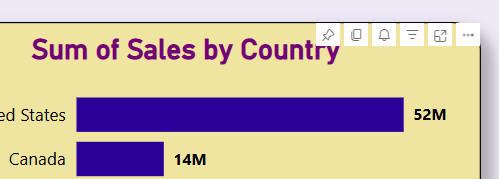 Sum of Sales by Country
ed States 52M
Canada 14M